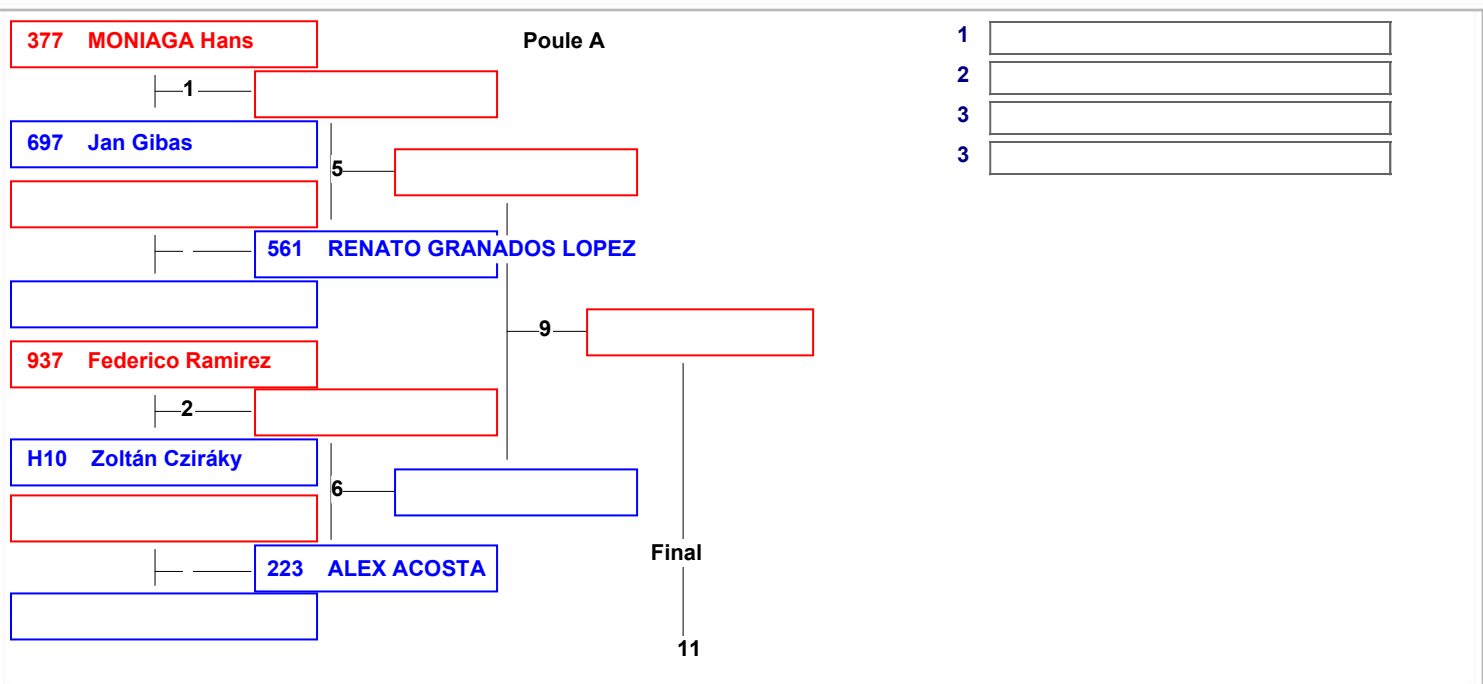 377 MONIAGA Hans
Poule A
1
1
2
697 Jan Gibas
3
3
5
561 RENATO GRANADOS LOPEZ
9
937 Federico Ramirez
2
H10 Zoltán Cziráky
6
Final
223 ALEX ACOSTA
11